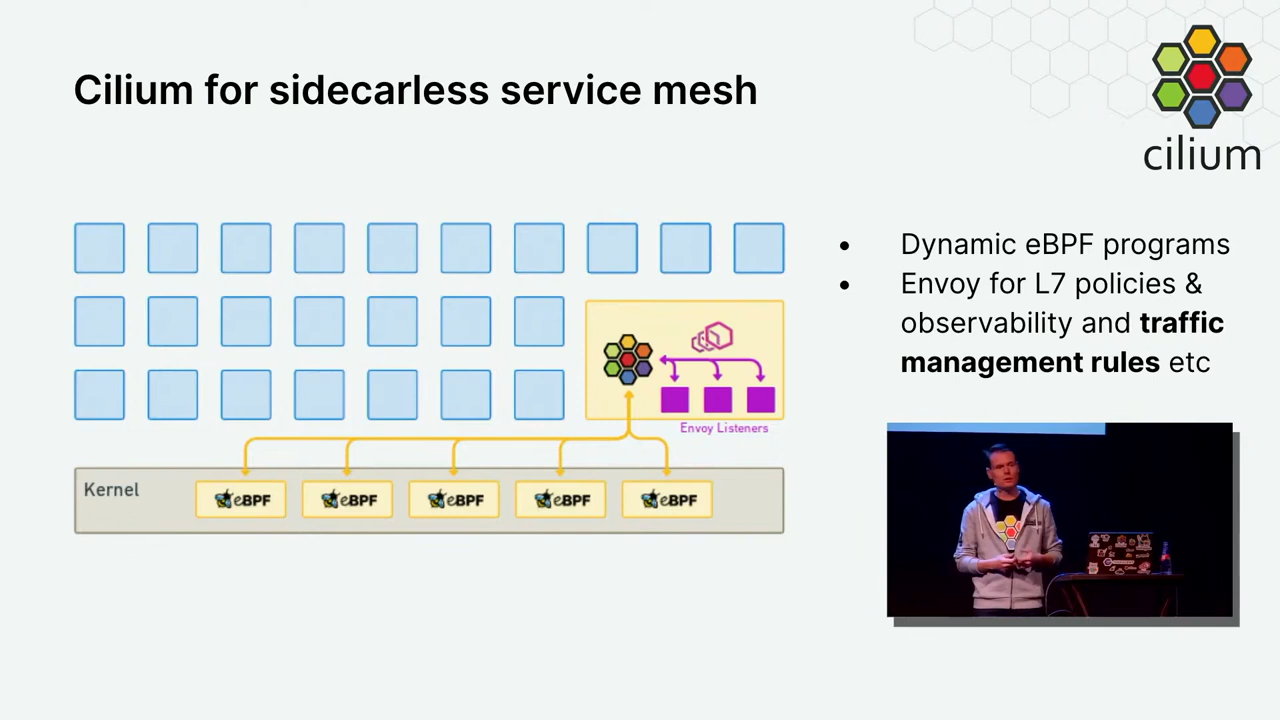 Cilium for sidecarless service mesh
cilium
• Dynamic eBPF programs
• Envoy for L7 policies &
observability and traffic
management rules etc
Envoy Listeners
Kernel
eBPF
eBPF
eBPF
eBPF
eBPF